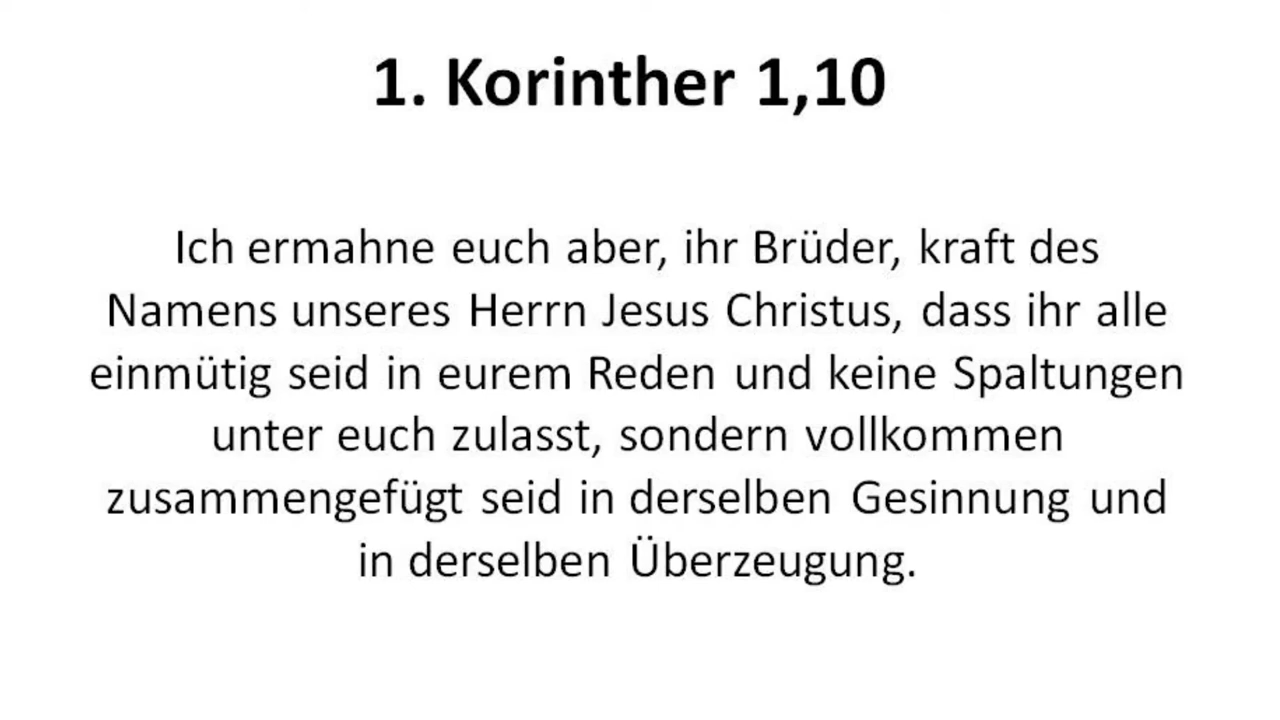 1. Korinther 1,10
Ich ermahne euch aber, ihr Brüder, kraft des
Namens unseres Herrn Jesus Christus, dass ihr alle
einmütig seid in eurem Reden und keine Spaltungen
unter euch zulasst, sondern vollkommen
zusammengefügt seid in derselben Gesinnung und
in derselben Überzeugung.